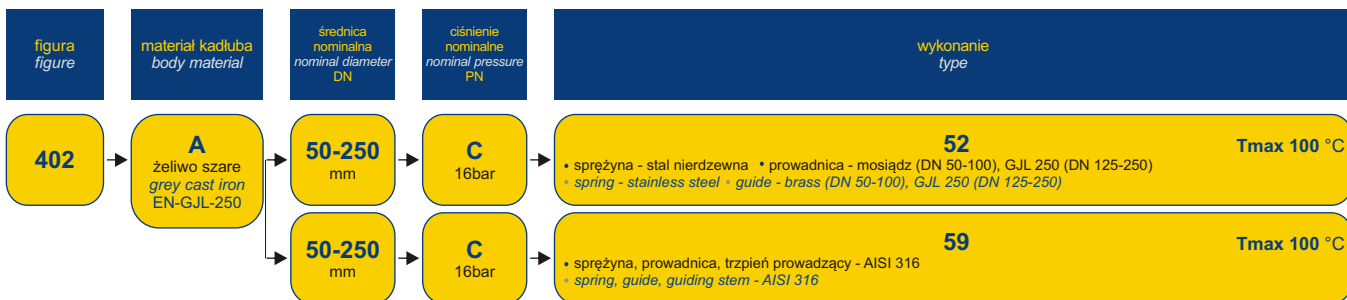 figura
figure
materiał kadłuba
body material
średnica
nominalna
nominal diameter
DN
ciśnienie
nominalne
nominal pressure
PN
wykonanie
type
402
A
żeliwo szare
grey cast iron
EN-GJL-250
50-250
mm
C
16bar
52
Tmax 100 °C
• sprężyna - stal nierdzewna • prowadnica - mosiądz (DN 50-100), GJL 250 (DN 125-250)
• spring - stainless steel • guide - brass (DN 50-100), GJL 250 (DN 125-250)
50-250
mm
C
16bar
59
Tmax 100 °C
• sprężyna, prowadnica, trzpień prowadzący - AISI 316
• spring, guide, guiding stem - AISI 316